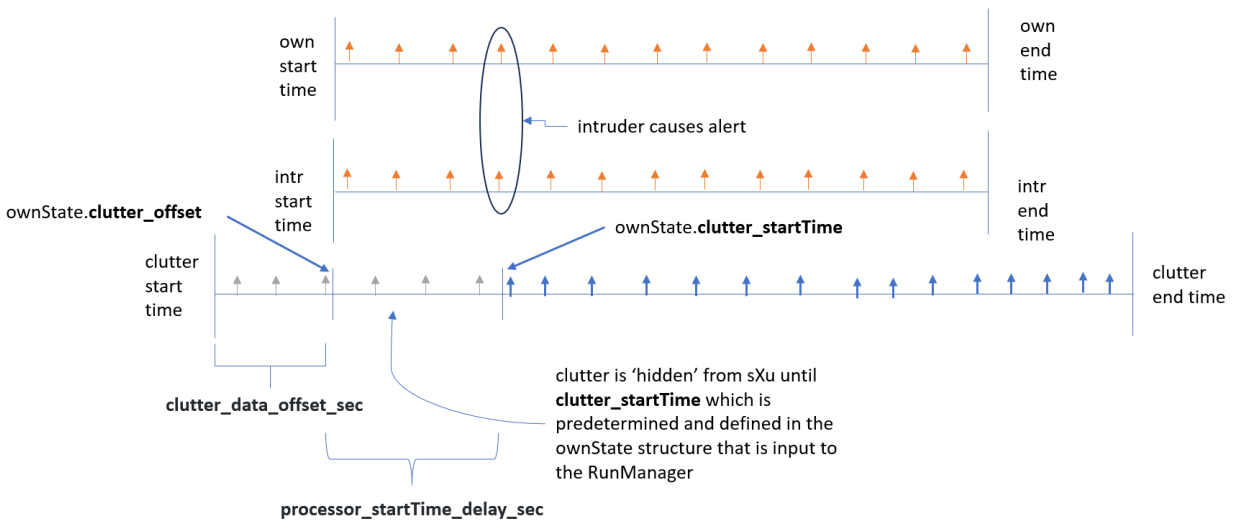 own
start
time
own
end
time
intruder causes alert
intr
start
time
intr
end
time
ownState.clutter_offset
ownState.clutter_startTime
clutter
start
time
clutter
end time
clutter_data_offset_sec
clutter is ‘hidden’ from sXu until
clutter_startTime which is
predetermined and defined in the
ownState structure that is input to
the RunManager
processor_startTime_delay_sec